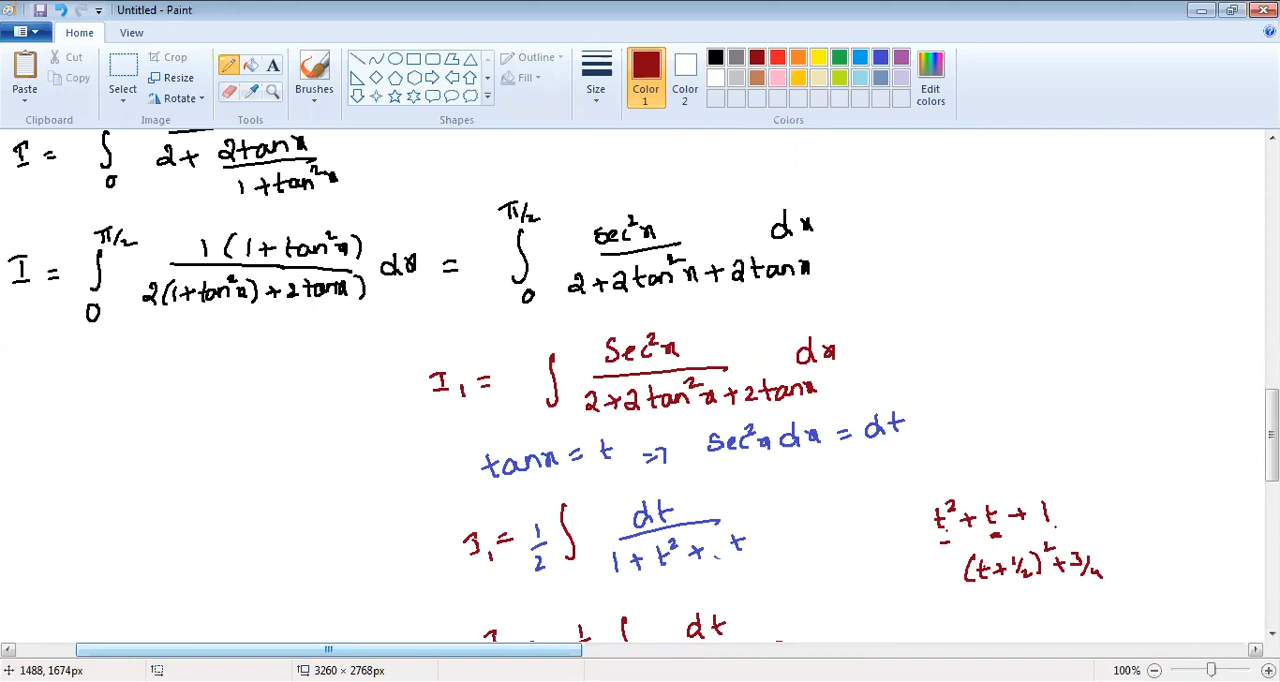 Untitled - Paint
Home View
Paste Cut Copy Select Crop Resize Rotate Brushes Outline Fill Size Color 1 Color 2 Edit colors
Clipboard Image Tools Shapes Colors
I = ∫ 0 2 + 2tanx / 1 + tan²x
I = ∫ 0 π/2 1(1 + tan²x) / 2(1+tan²x) + 2tanx) dx = ∫ 0 π/2 sec²x / 2+2tan²x + 2tanx dx
I₁ = ∫ Sec²x / 2+2tan²x + 2tanx dx
tanx = t ⇒ sec²x dx = dt
I₁ = 1/2 ∫ dt / 1 + t² + t
t² + t + 1
(t + 1/2)² + 3/4
dt
1488, 1674px 3260 × 2768px 100%